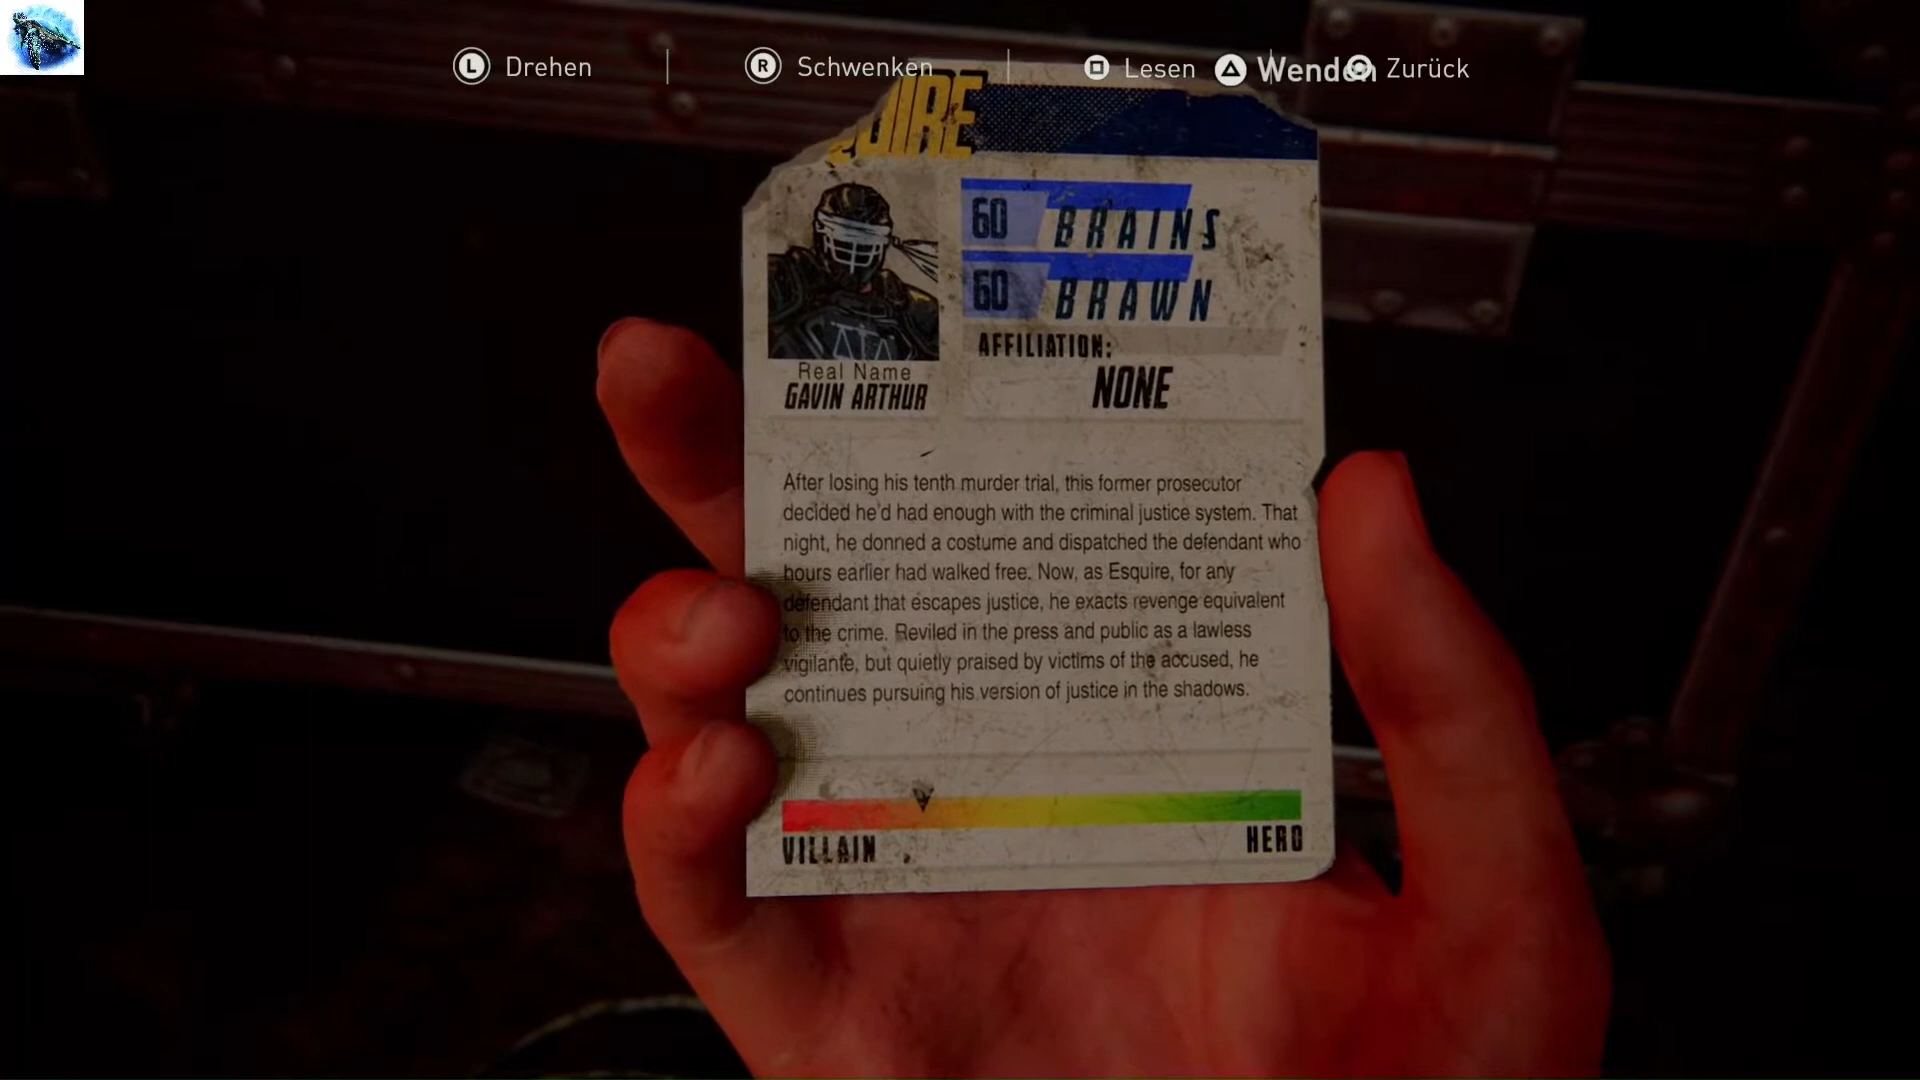 L Drehen R Schwenken Lesen Wenden Zurück
UIRE
60 BRAINS
60 BRAWN
AFFILIATION:
NONE
Real Name
GAVIN ARTHUR
After losing his tenth murder trial, this former prosecutor
decided he'd had enough with the criminal justice system. That
night, he donned a costume and dispatched the defendant who
hours earlier had walked free. Now, as Esquire, for any
defendant that escapes justice, he exacts revenge equivalent
to the crime. Reviled in the press and public as a lawless
vigilante, but quietly praised by victims of the accused, he
continues pursuing his version of justice in the shadows.
VILLAIN
HERO